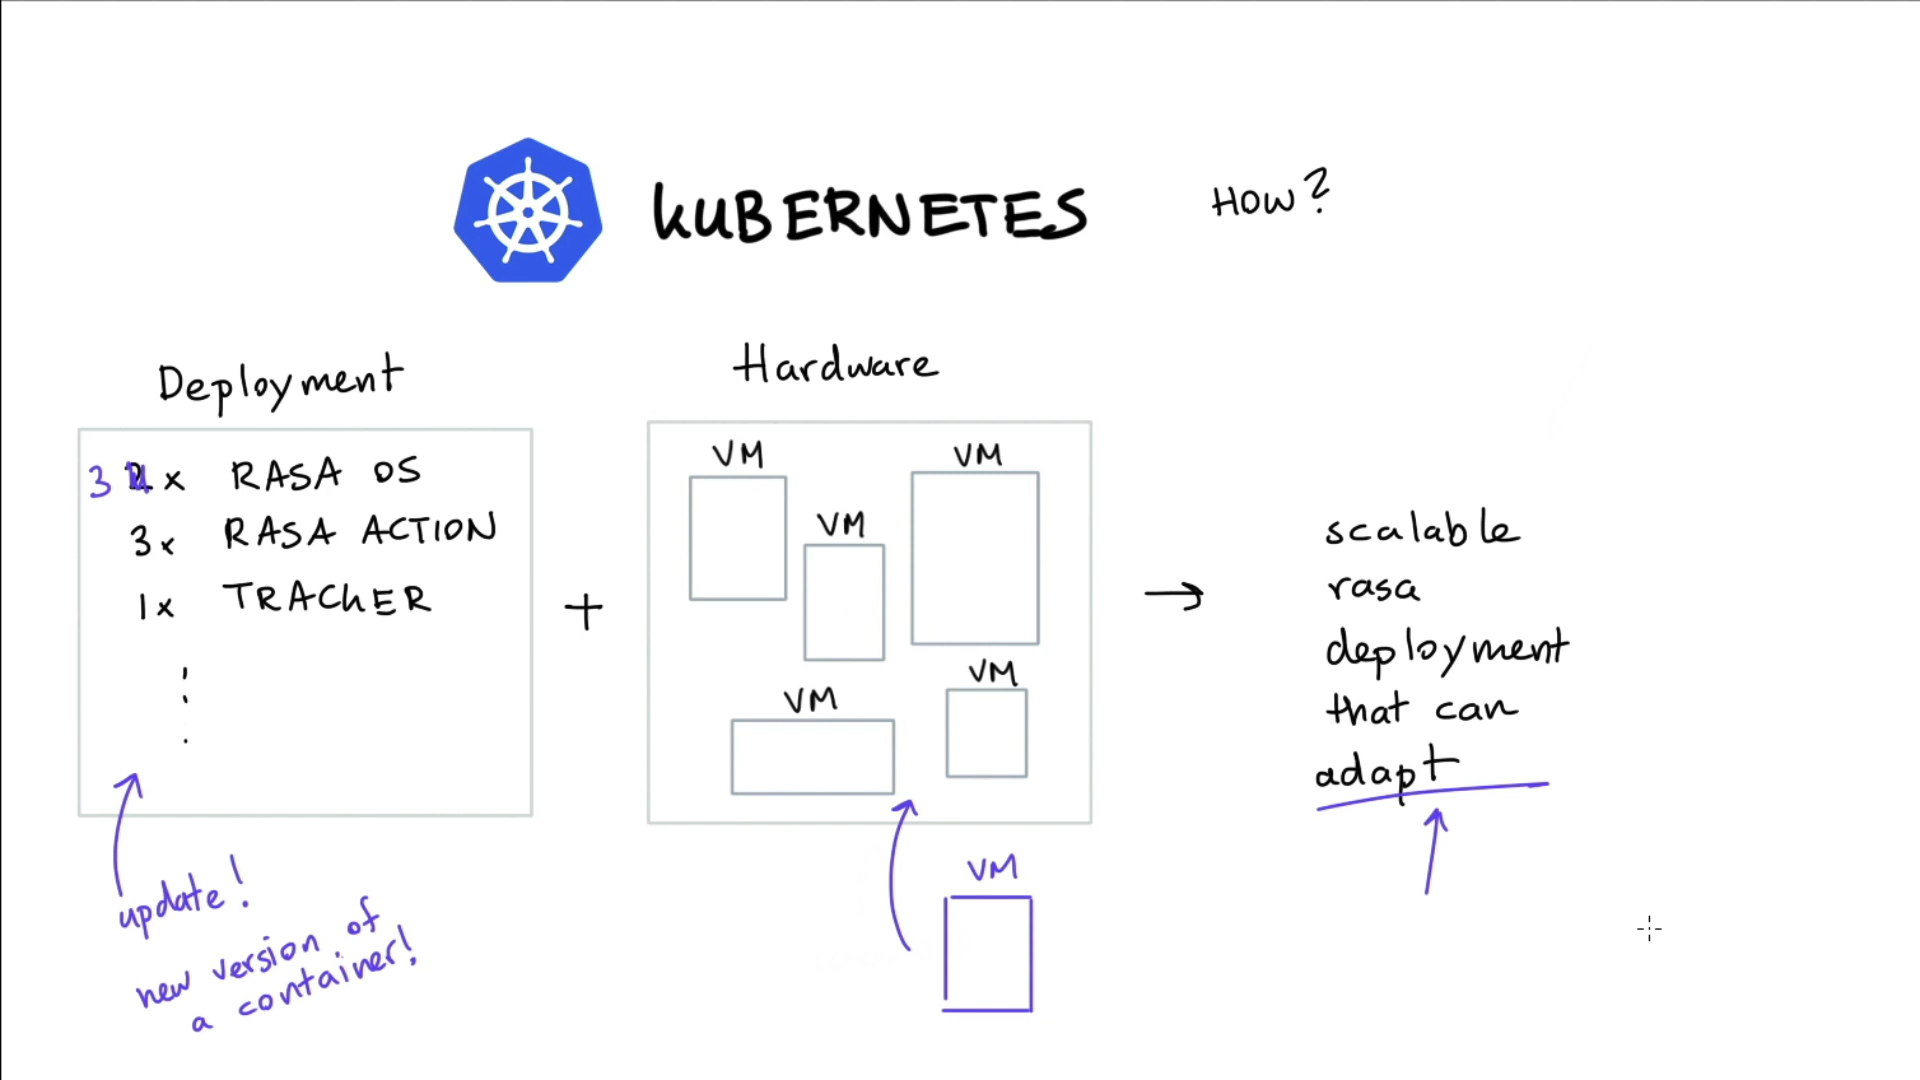 KUBERNETES
How?
Deployment
Hardware
3 x RASA OS
3x RASA ACTION
1x TRACKER
VM
VM
VM
VM
VM
+
→
scalable
rasa
deployment
that can
adapt
update!
new version of
a container!
VM